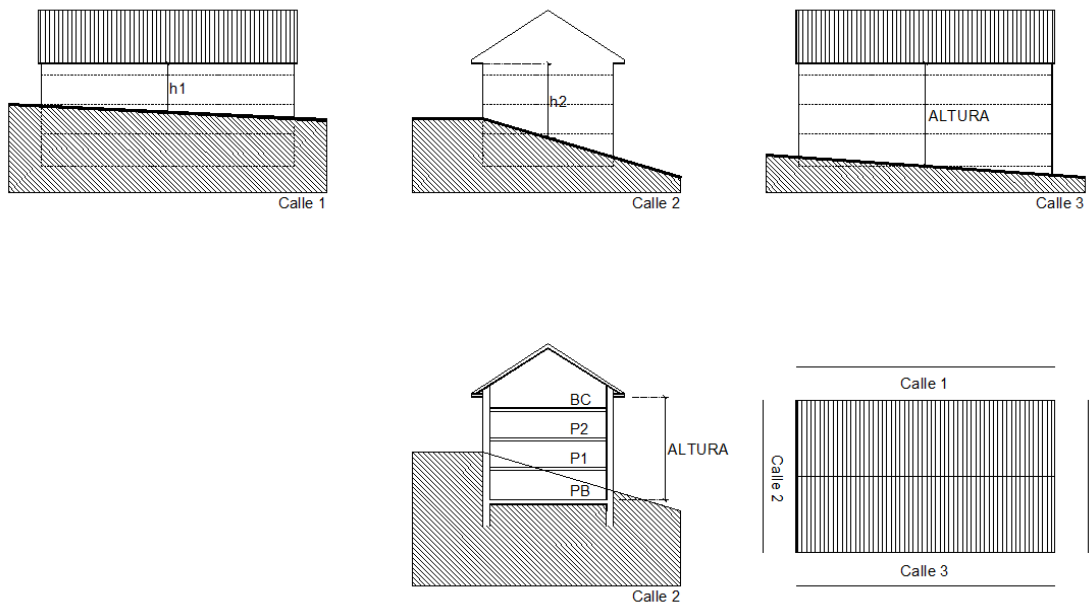 h1
Calle 1
h2
Calle 2
ALTURA
Calle 3
BC
P2
P1
PB
ALTURA
Calle 2
Calle 1
Calle 2
Calle 3